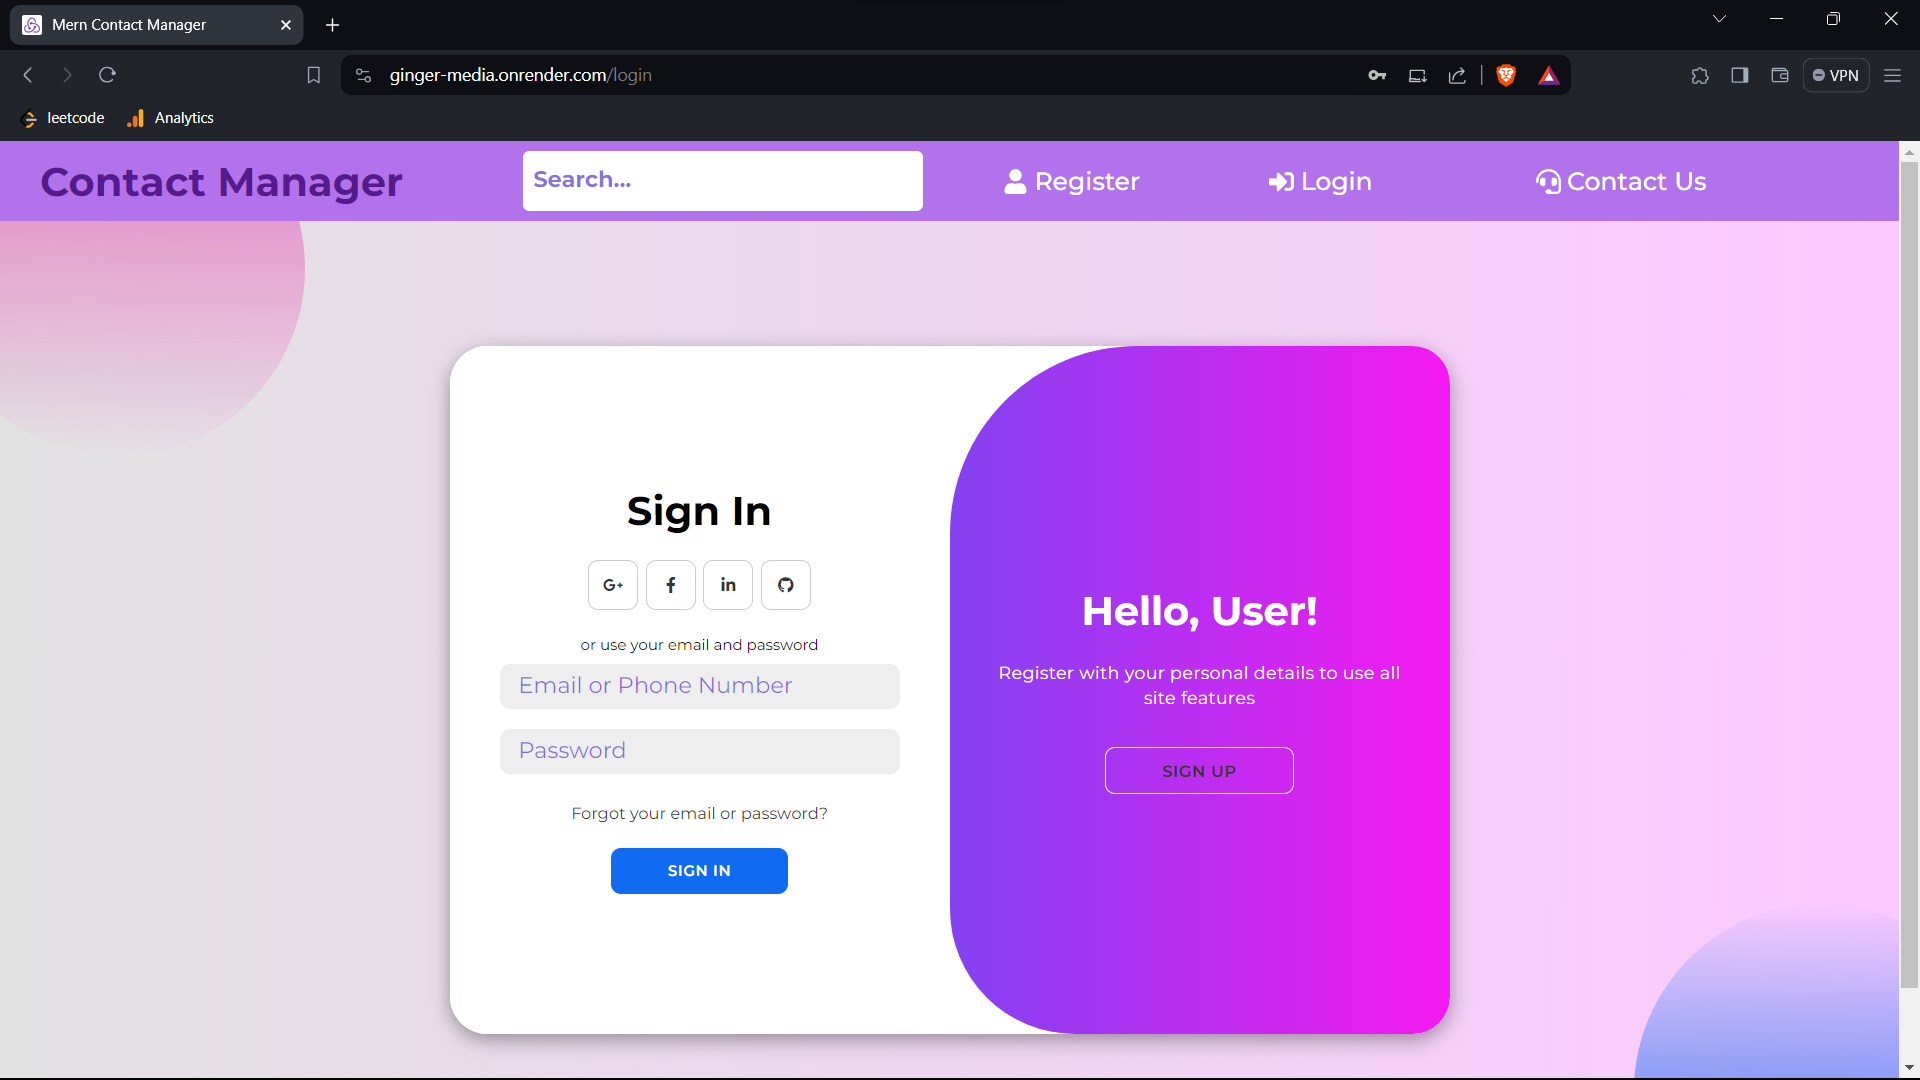 Mern Contact Manager
ginger-media.onrender.com/login
VPN
leetcode
Analytics
Contact Manager
Search...
Register
Login
Contact Us
Sign In
G+
f
in
or use your email and password
Email or Phone Number
Password
Forgot your email or password?
SIGN IN
Hello, User!
Register with your personal details to use all
site features
SIGN UP